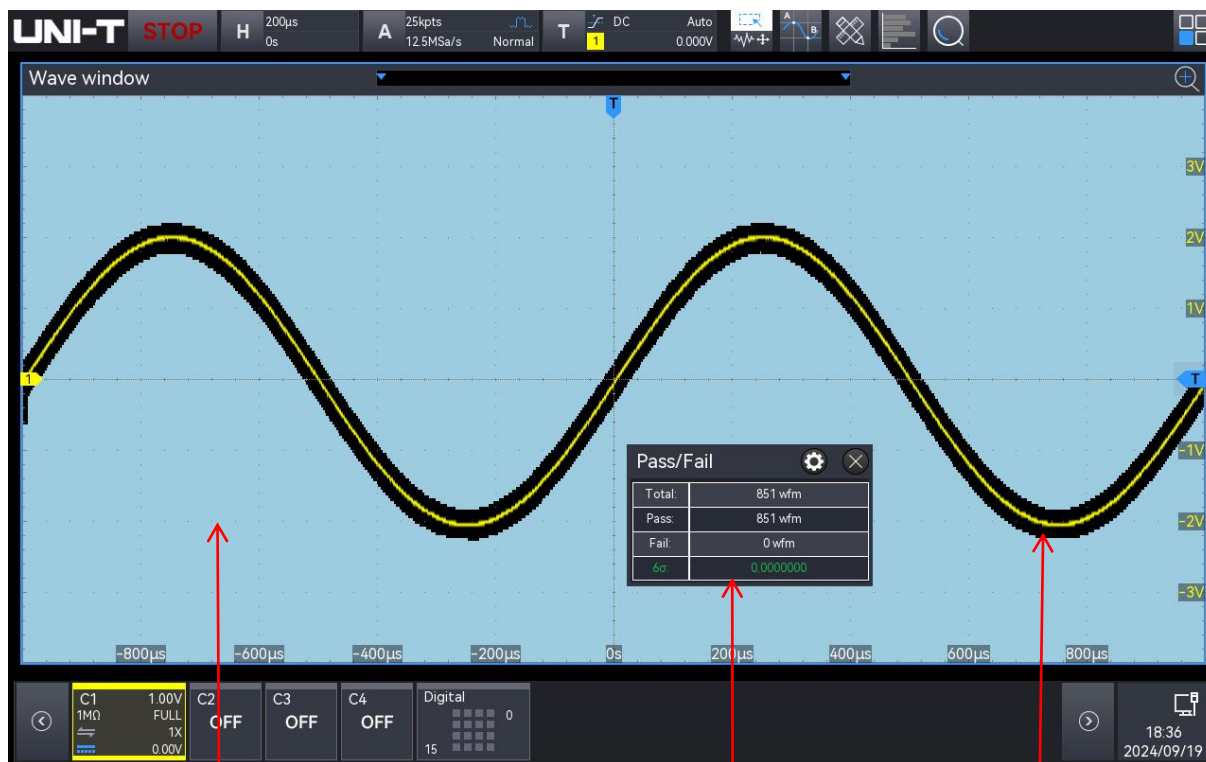 UNI-T STOP H 200μs A 25kpts T DC Auto
0s 12.5MSa/s Normal 1 0.000V
A B
Wave window
T
3V
2V
1V
1 T
-1V
-2V
-3V
Pass/Fail
Total: 851 wfm
Pass: 851 wfm
Fail: 0 wfm
6σ: 0.0000000
-800μs -600μs -400μs -200μs 0s 200μs 400μs 600μs 800μs
C1 1.00V C2 C3 C4 Digital
1MΩ FULL OFF OFF OFF 0
1X
0.00V 15
18:36
2024/09/19